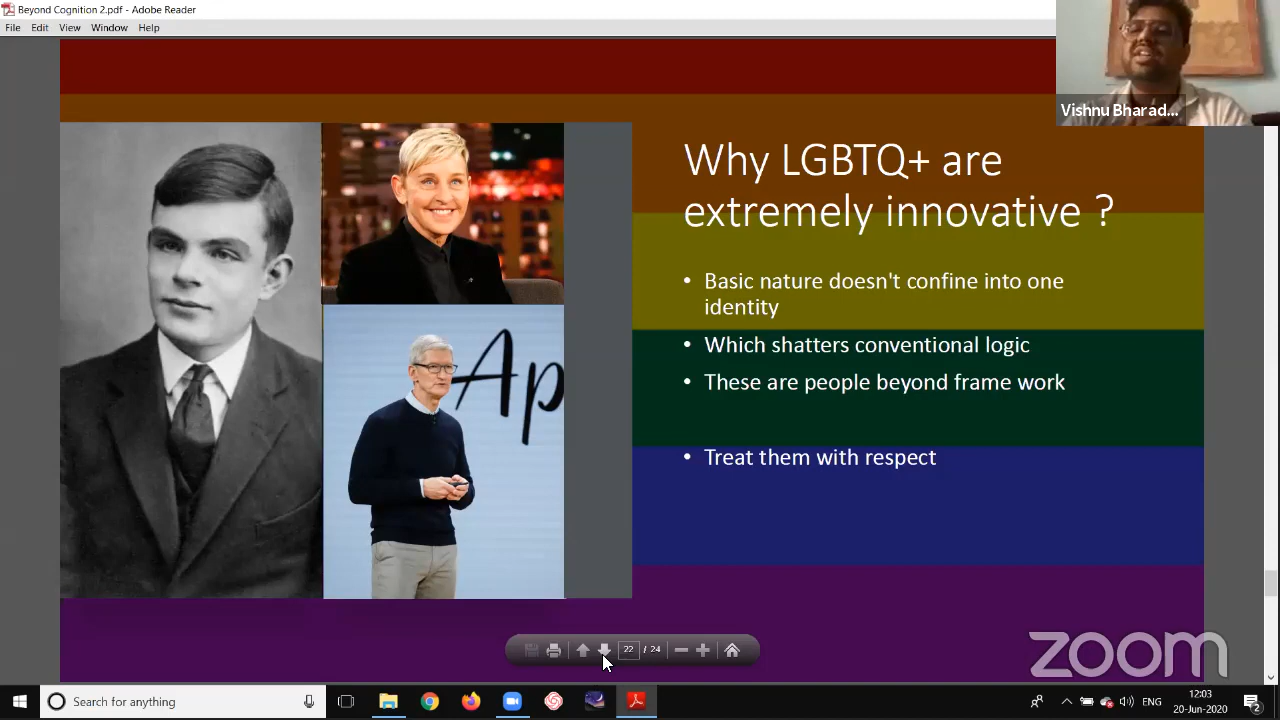 Beyond Cognition 2.pdf - Adobe Reader
File Edit View Window Help
Vishnu Bharad...
Why LGBTQ+ are
extremely innovative ?
• Basic nature doesn't confine into one
identity
• Which shatters conventional logic
• These are people beyond frame work
• Treat them with respect
Ap
22 / 24
zoom
Search for anything
ENG
12:03
20-Jun-2020
2